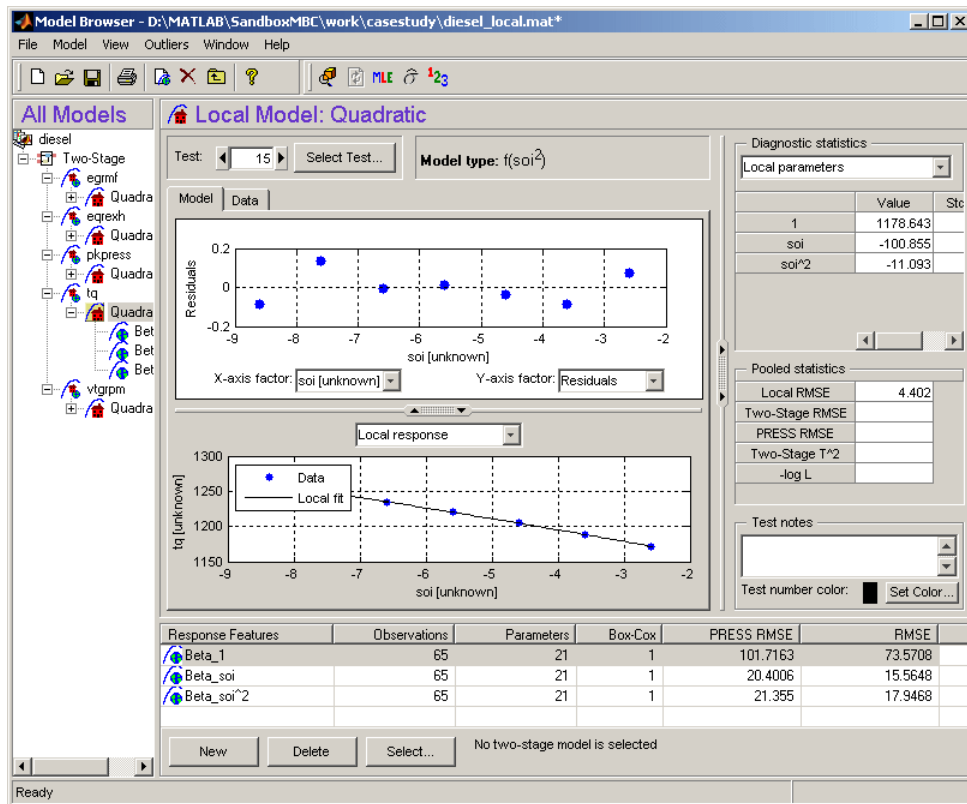 Model Browser - D:\MATLAB\SandboxMBC\work\casestudy\diesel_local.mat*
File Model View Outliers Window Help
MLE 123
All Models
diesel
Two-Stage
egrmf
Quadra
eqrexh
Quadra
pkpress
Quadra
tq
Quadra
Bet
Bet
Bet
vtgrpm
Quadra
Local Model: Quadratic
Test: 15 Select Test...
Model type: f(soi^2)
Model Data
0.2
0
-0.2
Residuals
-9 -8 -7 -6 -5 -4 -3 -2
soi [unknown]
X-axis factor: soi [unknown] Y-axis factor: Residuals
Local response
1300
1250
1200
1150
tq [unknown]
Data
Local fit
-9 -8 -7 -6 -5 -4 -3 -2
soi [unknown]
Diagnostic statistics
Local parameters
Value Stc
1 1178.643
soi -100.855
soi^2 -11.093
Pooled statistics
Local RMSE 4.402
Two-Stage RMSE
PRESS RMSE
Two-Stage T^2
-log L
Test notes
Test number color: Set Color...
Response Features Observations Parameters Box-Cox PRESS RMSE RMSE
Beta_1 65 21 1 101.7163 73.5708
Beta_soi 65 21 1 20.4006 15.5648
Beta_soi^2 65 21 1 21.355 17.9468
New Delete Select... No two-stage model is selected
Ready